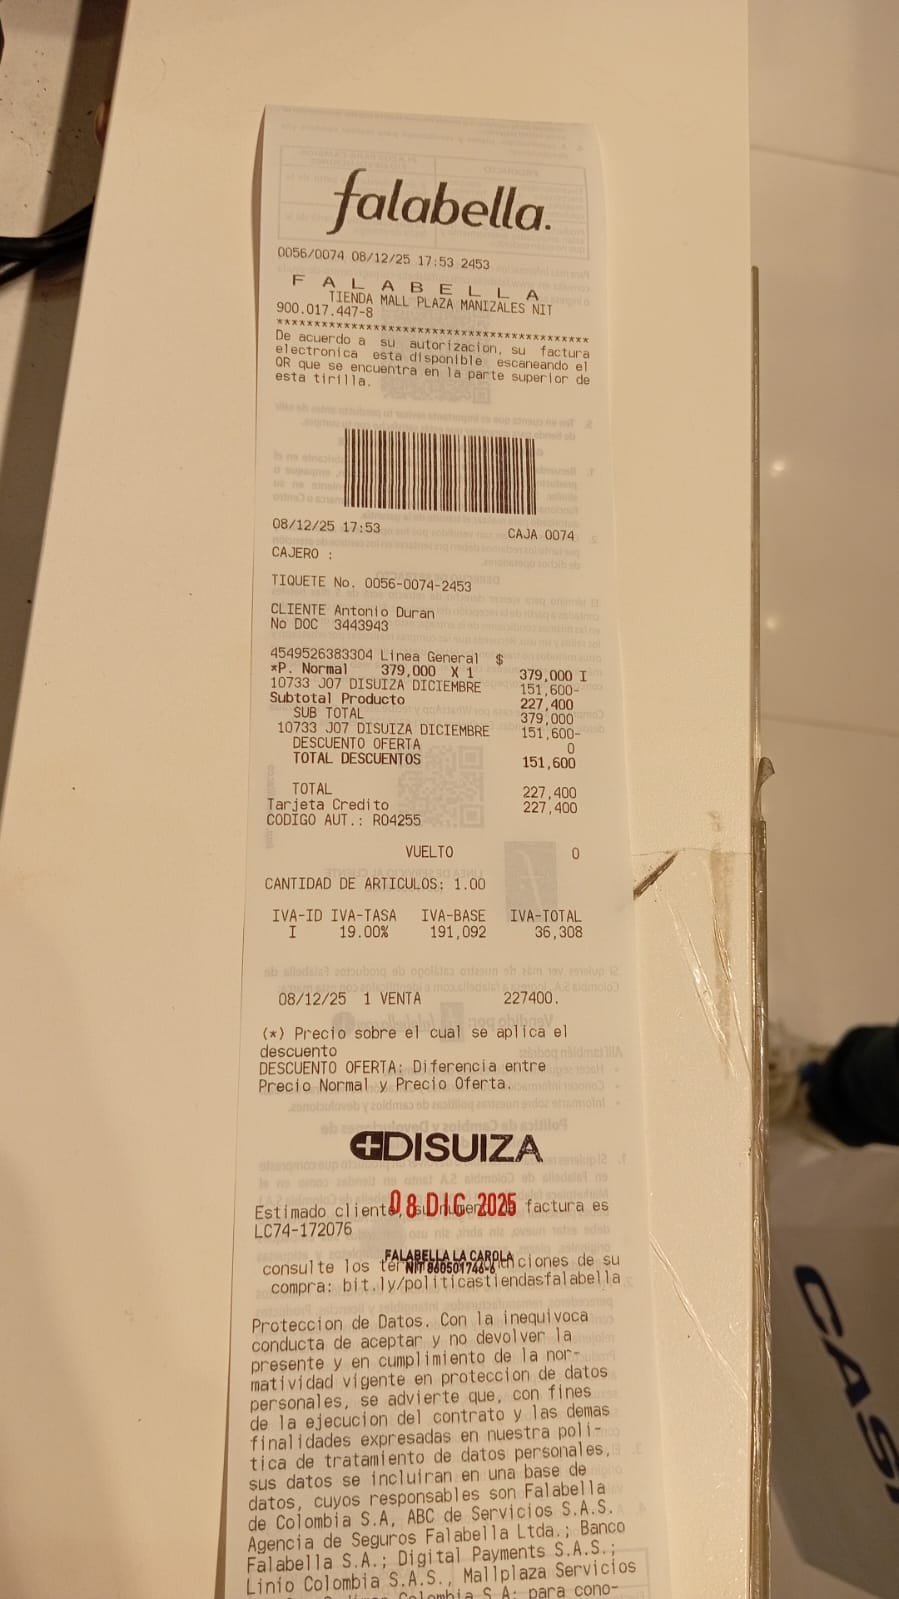 falabella.
0056/0074 08/12/25 17:53 2453
F A L A B E L L A
TIENDA MALL PLAZA MANIZALES NIT
900.017.447-8
******************************************
De acuerdo a su autorizacion, su factura
electronica esta disponible escaneando el
QR que se encuentra en la parte superior de
esta tirilla.
08/12/25 17:53 CAJA 0074
CAJERO :
TIQUETE No. 0056-0074-2453
CLIENTE Antonio Duran
No DOC 3443943
4549526383304 Linea General $
*P. Normal 379,000 X 1 379,000 I
10733 J07 DISUIZA DICIEMBRE 151,600-
Subtotal Producto 227,400
SUB TOTAL 379,000
10733 J07 DISUIZA DICIEMBRE 151,600-
DESCUENTO OFERTA 0
TOTAL DESCUENTOS 151,600
TOTAL 227,400
Tarjeta Credito 227,400
CODIGO AUT.: R04255
VUELTO 0
CANTIDAD DE ARTICULOS: 1.00
IVA-ID IVA-TASA IVA-BASE IVA-TOTAL
I 19.00% 191,092 36,308
08/12/25 1 VENTA 227400.
(*) Precio sobre el cual se aplica el
descuento
DESCUENTO OFERTA: Diferencia entre
Precio Normal y Precio Oferta.
DISUIZA
08 DIC 2025
Estimado cliente, su numero factura es
LC74-172076
FALABELLA LA CAROLA
NIT 860501746-6
consulte los ciones de su
compra: bit.ly/politicastiendasfalabella
Proteccion de Datos. Con la inequivoca
conducta de aceptar y no devolver la
presente y en cumplimiento de la nor-
matividad vigente en proteccion de datos
personales, se advierte que, con fines
de la ejecucion del contrato y las demas
finalidades expresadas en nuestra poli-
tica de tratamiento de datos personales,
sus datos se incluiran en una base de
datos, cuyos responsables son Falabella
de Colombia S.A, ABC de Servicios S.A.S.
Agencia de Seguros Falabella Ltda.; Banco
Falabella S.A.; Digital Payments S.A.S.;
Linio Colombia S.A.S., Mallplaza Servicios
Colombia S A: para cono-
CASI